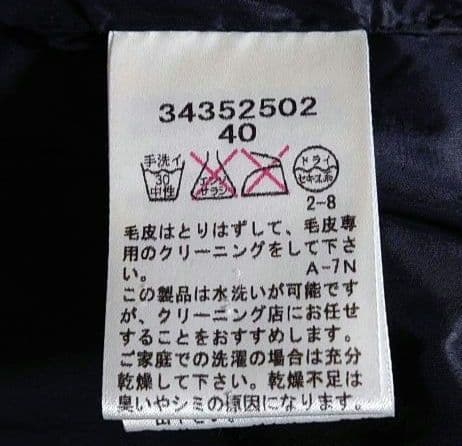 34352502
40
手洗イ
30
中性
エンソ
サラシ
ドライ
セキユ系
2-8
毛皮はとりはずして、毛皮専
用のクリーニングをして下さ
い。
A-7N
この製品は水洗いが可能です
が、クリーニング店にお任せ
することをおすすめします。
ご家庭での洗濯の場合は充分
乾燥して下さい。乾燥不足は
臭いやシミの原因になります。